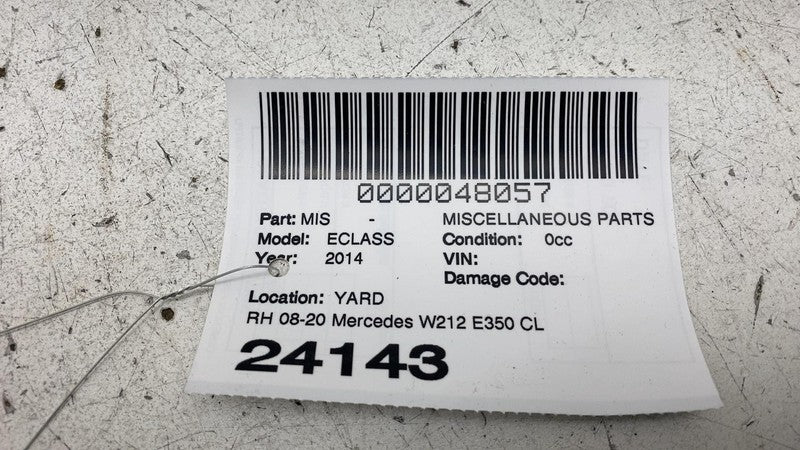 0000048057
Part: MIS - MISCELLANEOUS PARTS
Model: ECLASS Condition: 0cc
Year: 2014 VIN:
Damage Code:
Location: YARD
RH 08-20 Mercedes W212 E350 CL
24143